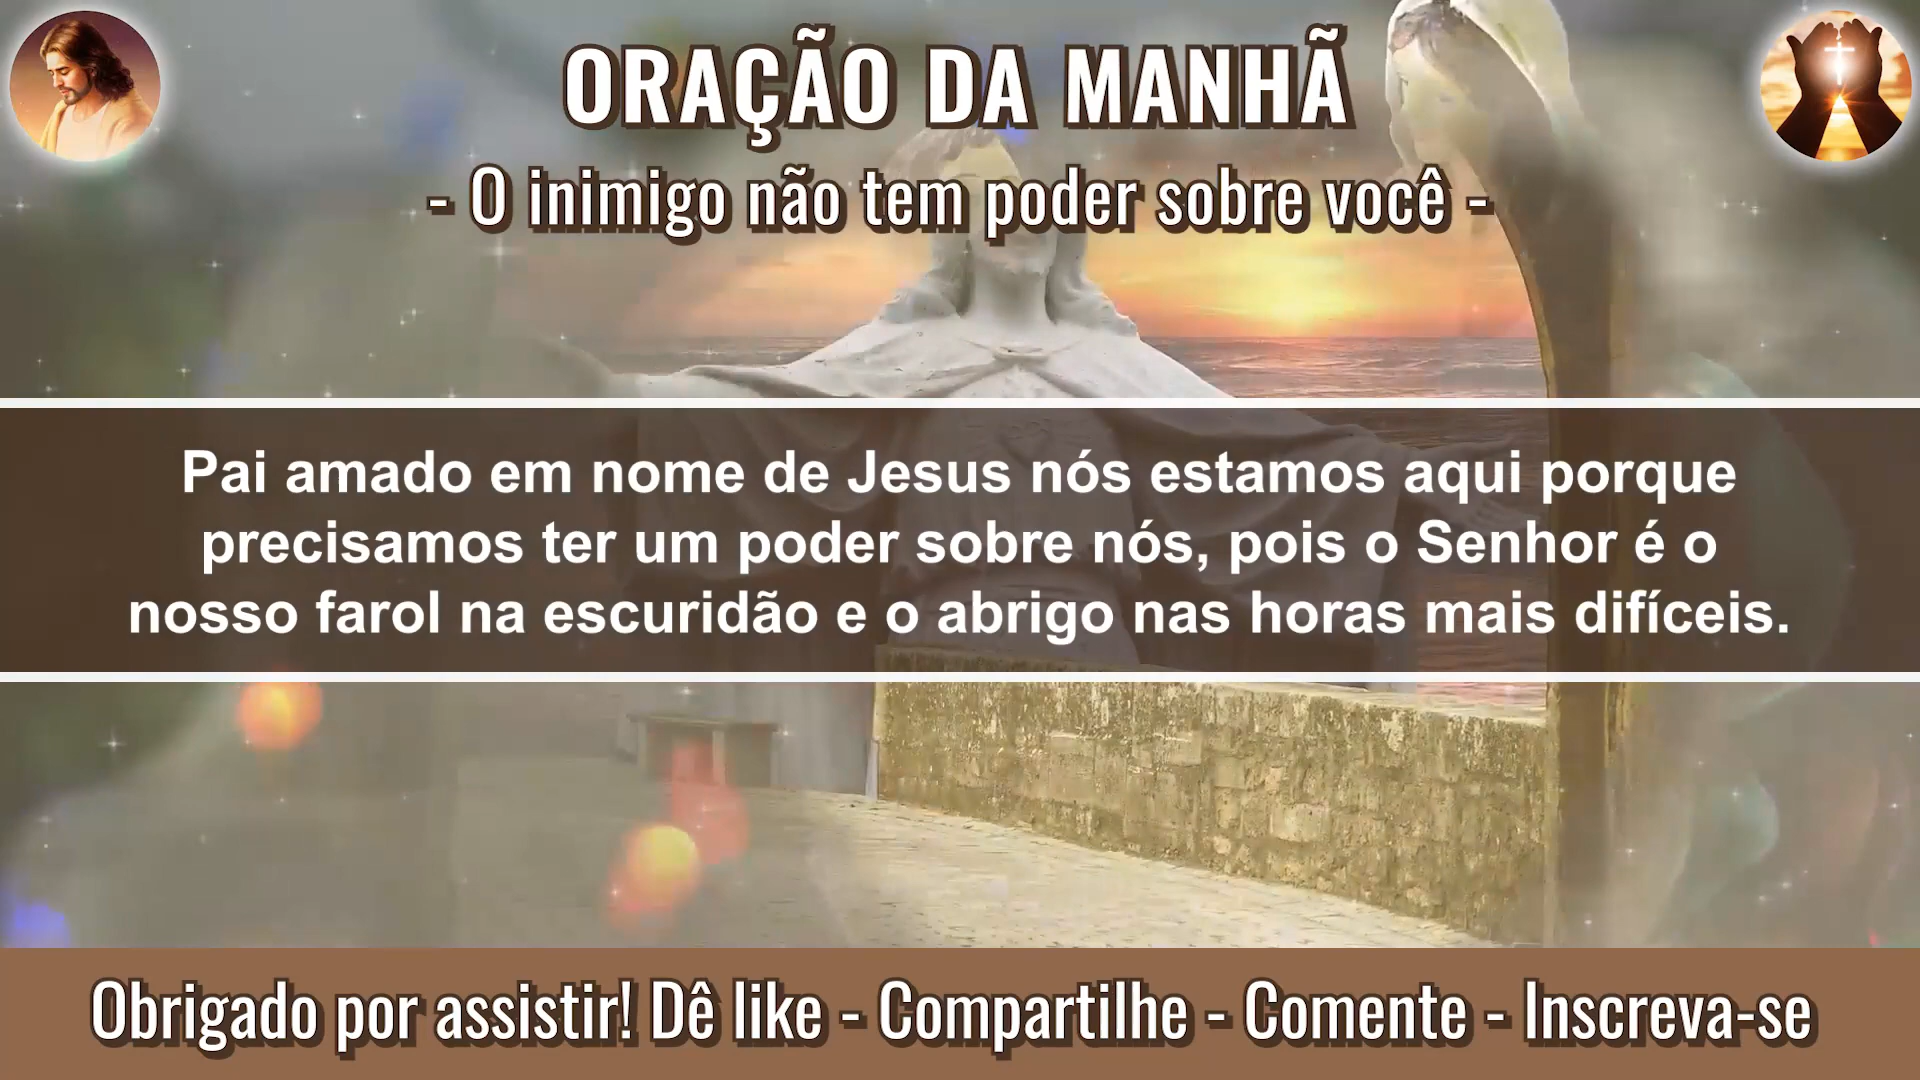 ORAÇÃO DA MANHÃ
- O inimigo não tem poder sobre você -
Pai amado em nome de Jesus nós estamos aqui porque
precisamos ter um poder sobre nós, pois o Senhor é o
nosso farol na escuridão e o abrigo nas horas mais difíceis.
Obrigado por assistir! Dê like - Compartilhe - Comente - Inscreva-se